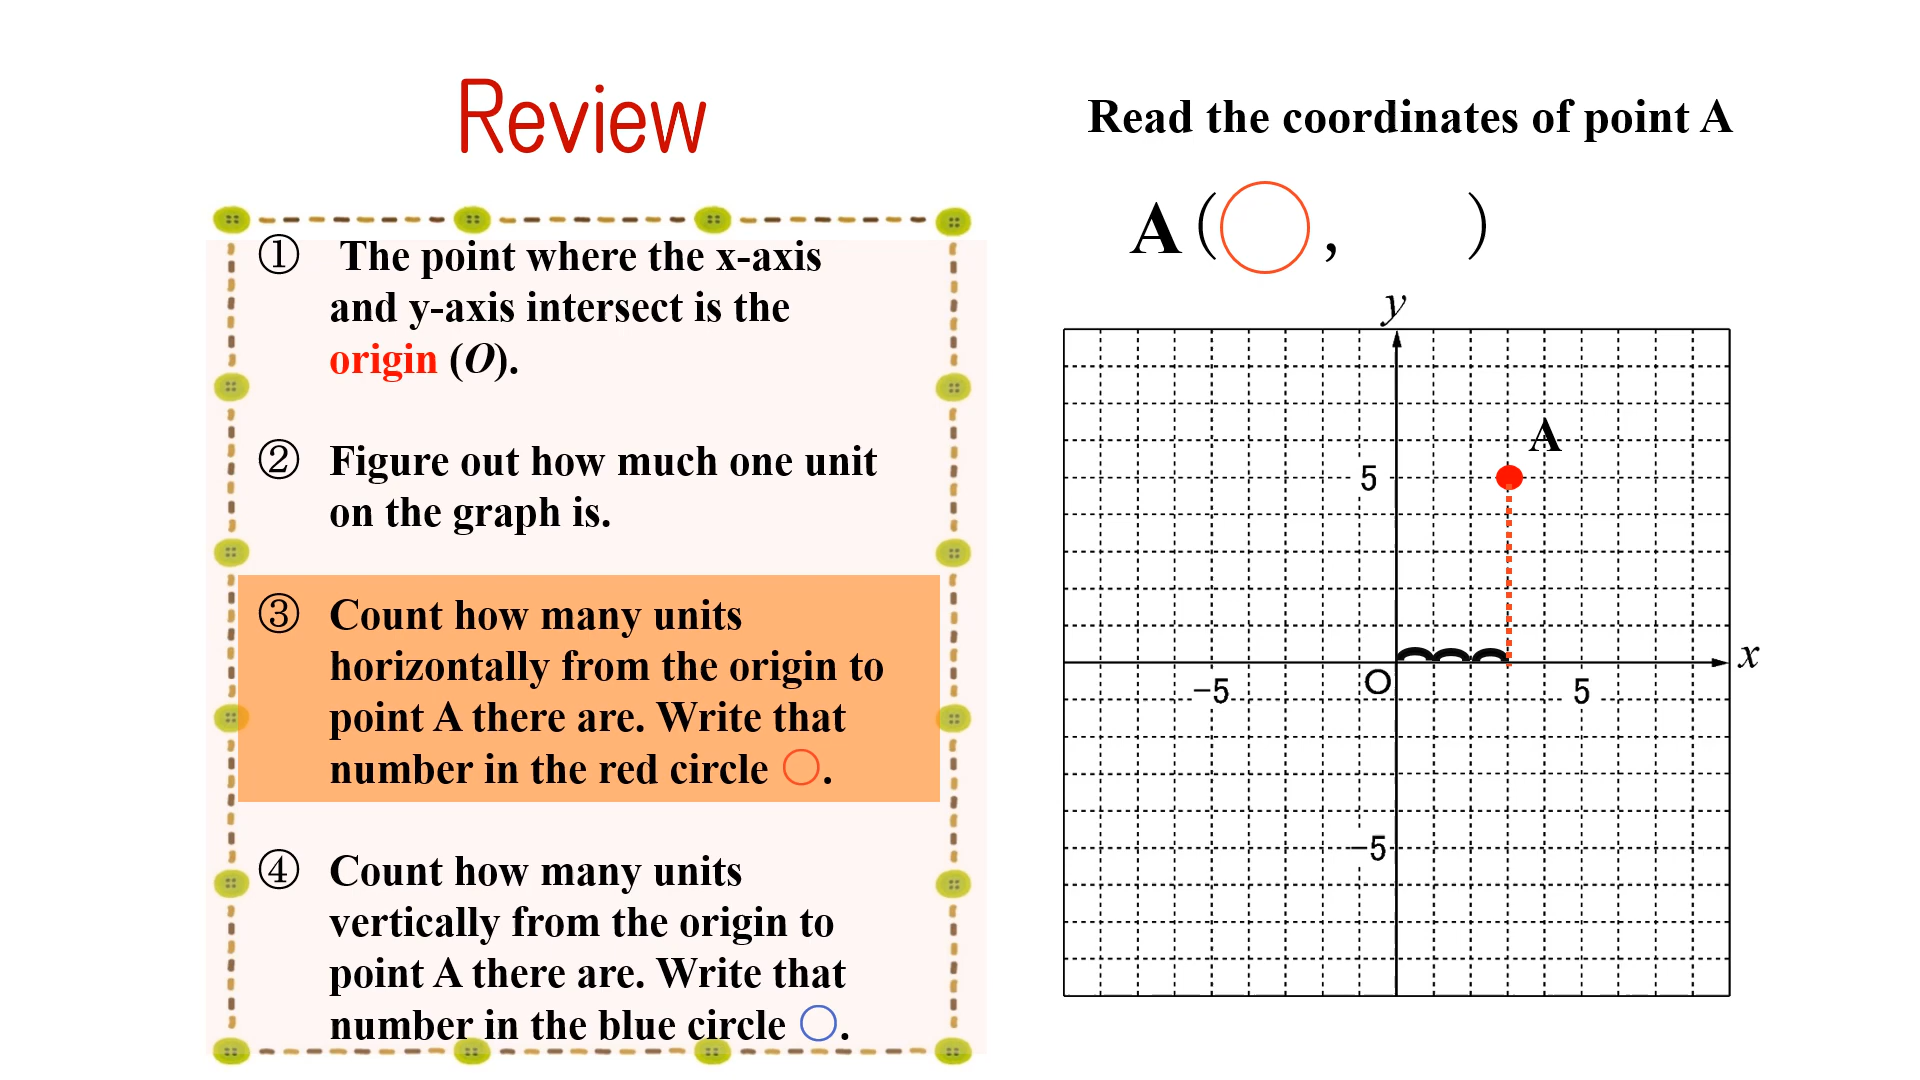 Review
① The point where the x-axis
and y-axis intersect is the
origin (O).
② Figure out how much one unit
on the graph is.
③ Count how many units
horizontally from the origin to
point A there are. Write that
number in the red circle ○.
④ Count how many units
vertically from the origin to
point A there are. Write that
number in the blue circle ○.
Read the coordinates of point A
A(○, )
y
A
5
x
O
-5
5
-5